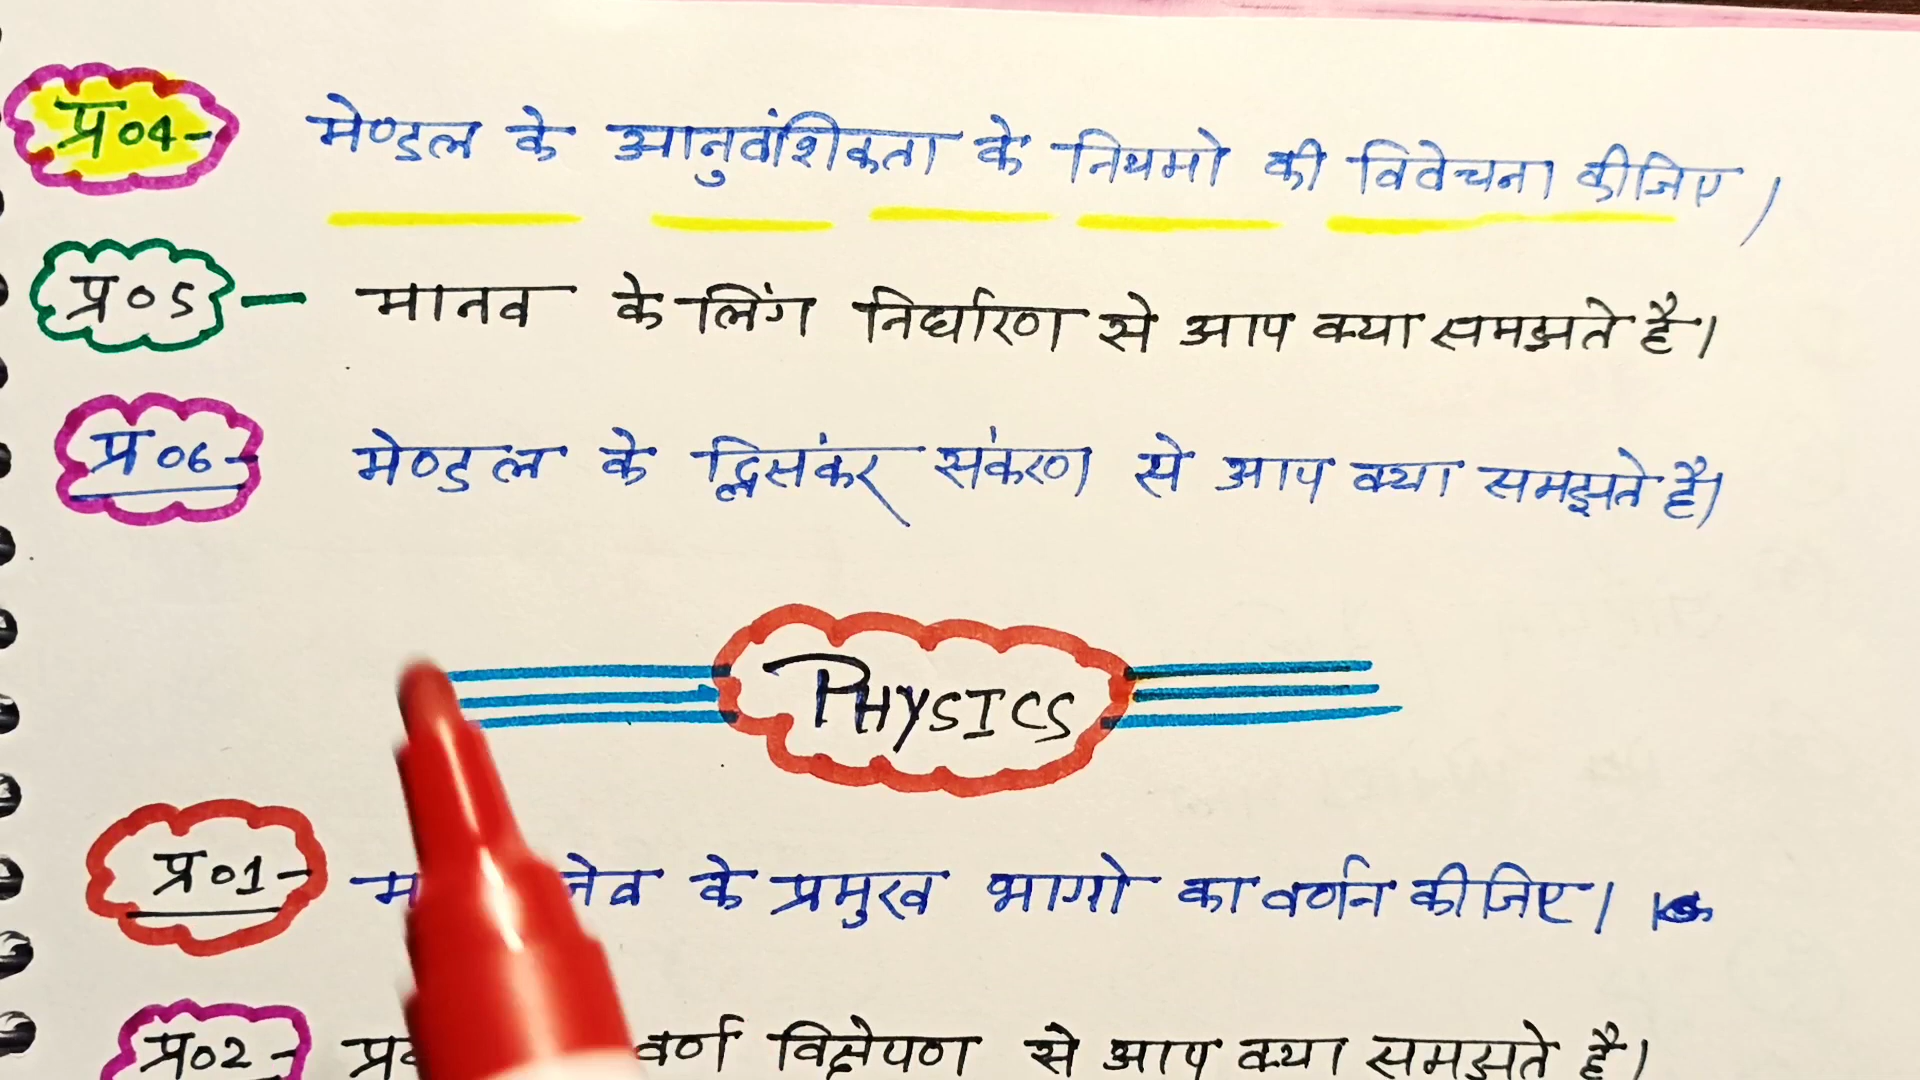 प्र04- मेण्डल के आनुवंशिकता के नियमो की विवेचना कीजिए।
प्र05- मानव के लिंग निर्धारण से आप क्या समझते है।
प्र06- मेण्डल के द्विसंकर संकरण से आप क्या समझते है।
PHYSICS
प्र01- नेव के प्रमुख भागो का वर्णन कीजिए।
प्र02- वर्ण विक्षेपण से आप क्या समझते है।